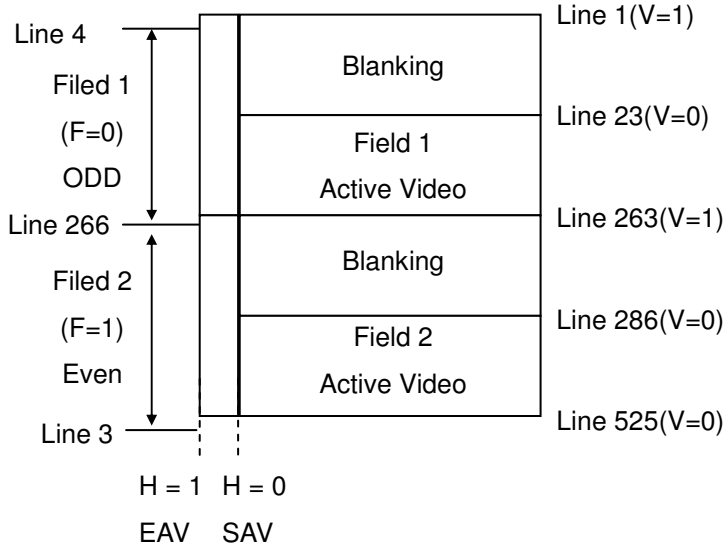 Line 1(V=1)
Line 4
Blanking
Filed 1
(F=0)
ODD
Line 23(V=0)
Field 1
Active Video
Line 263(V=1)
Line 266
Blanking
Filed 2
(F=1)
Even
Line 286(V=0)
Field 2
Active Video
Line 525(V=0)
Line 3
H = 1 H = 0
EAV SAV